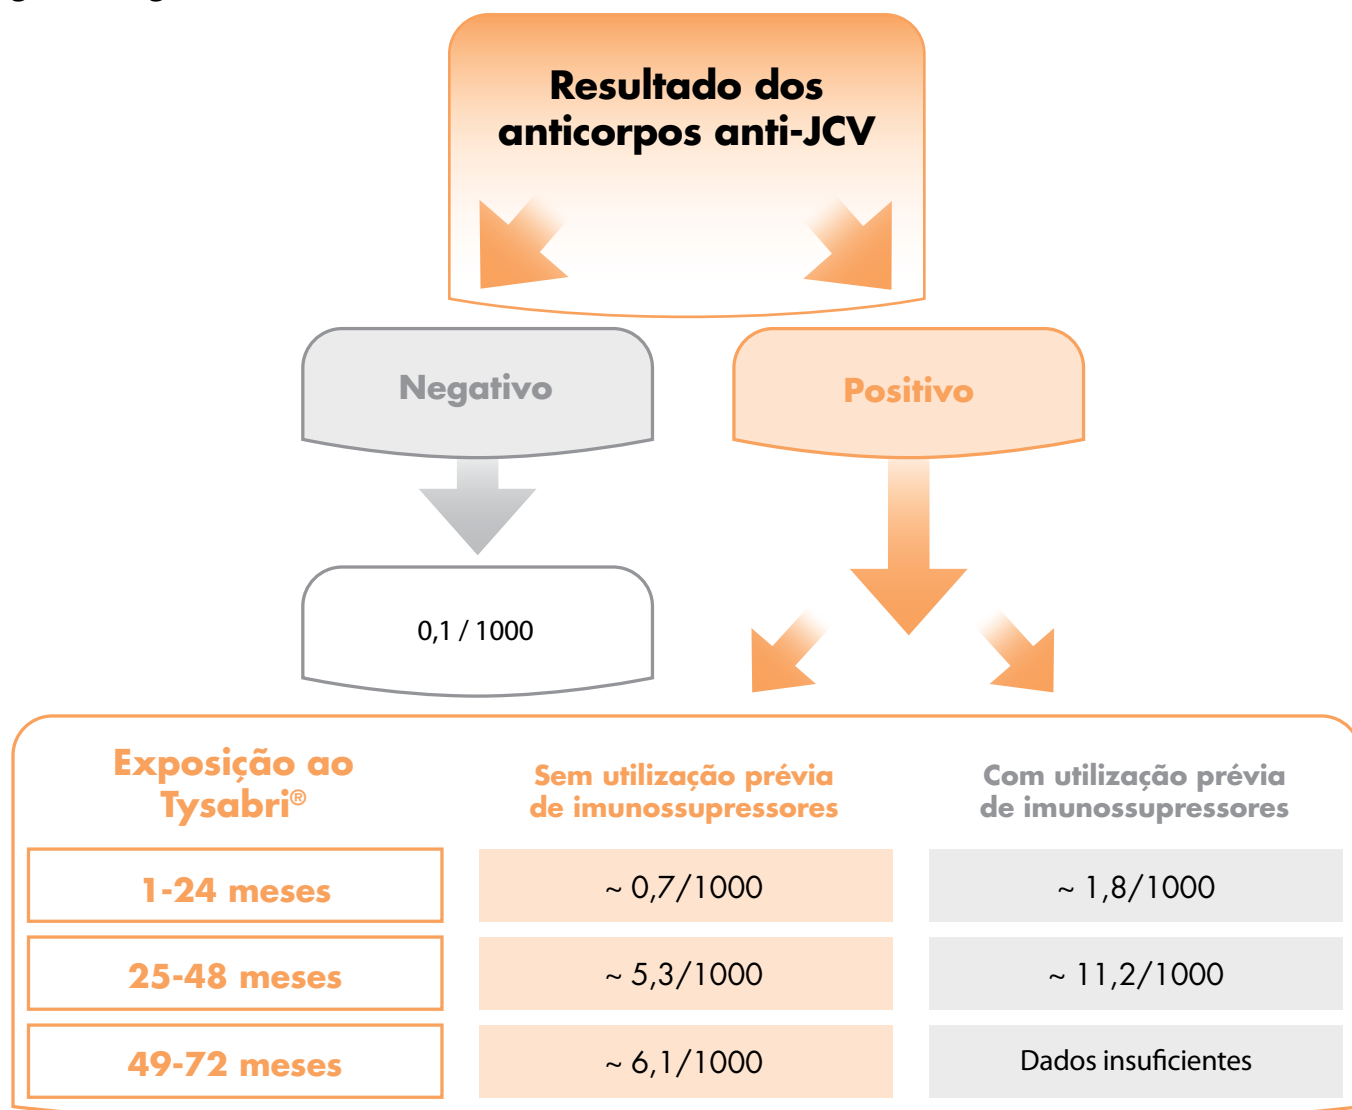 Resultado dos
anticorpos anti-JCV
Negativo
Positivo
0,1 / 1000
Exposição ao
Tysabri®
Sem utilização prévia
de imunossupressores
Com utilização prévia
de imunossupressores
1-24 meses
~ 0,7/1000
~ 1,8/1000
25-48 meses
~ 5,3/1000
~ 11,2/1000
49-72 meses
~ 6,1/1000
Dados insuficientes